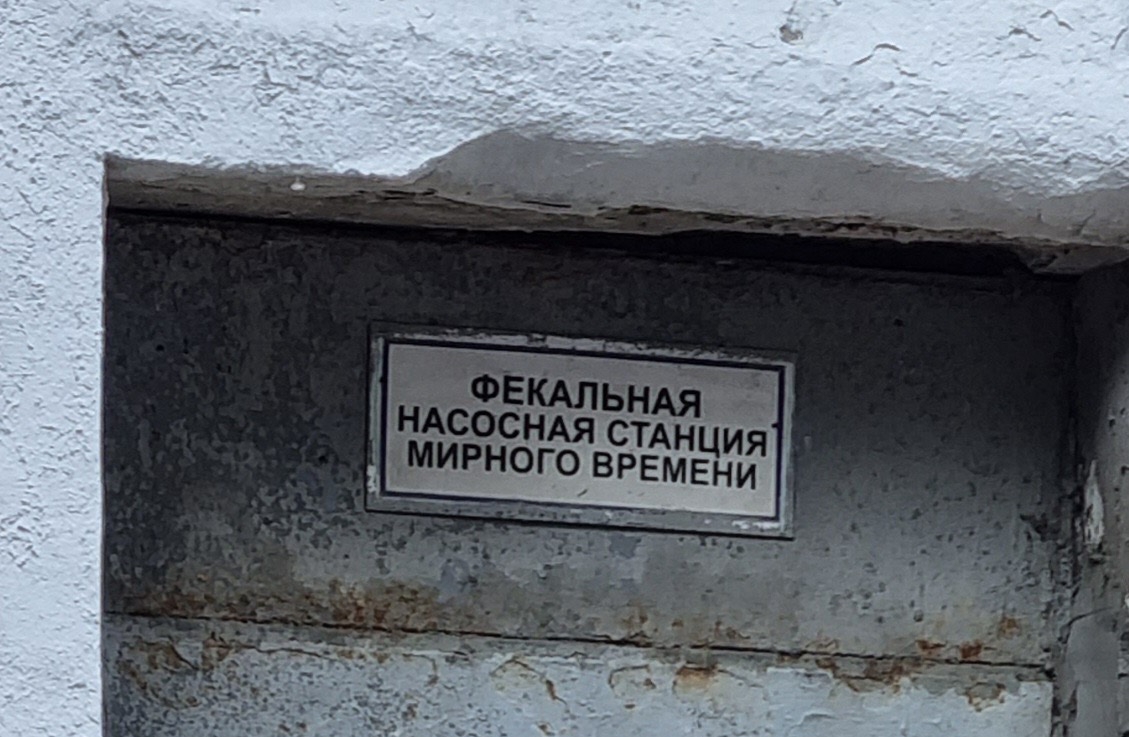 ФЕКАЛЬНАЯ
НАСОСНАЯ СТАНЦИЯ
МИРНОГО ВРЕМЕНИ